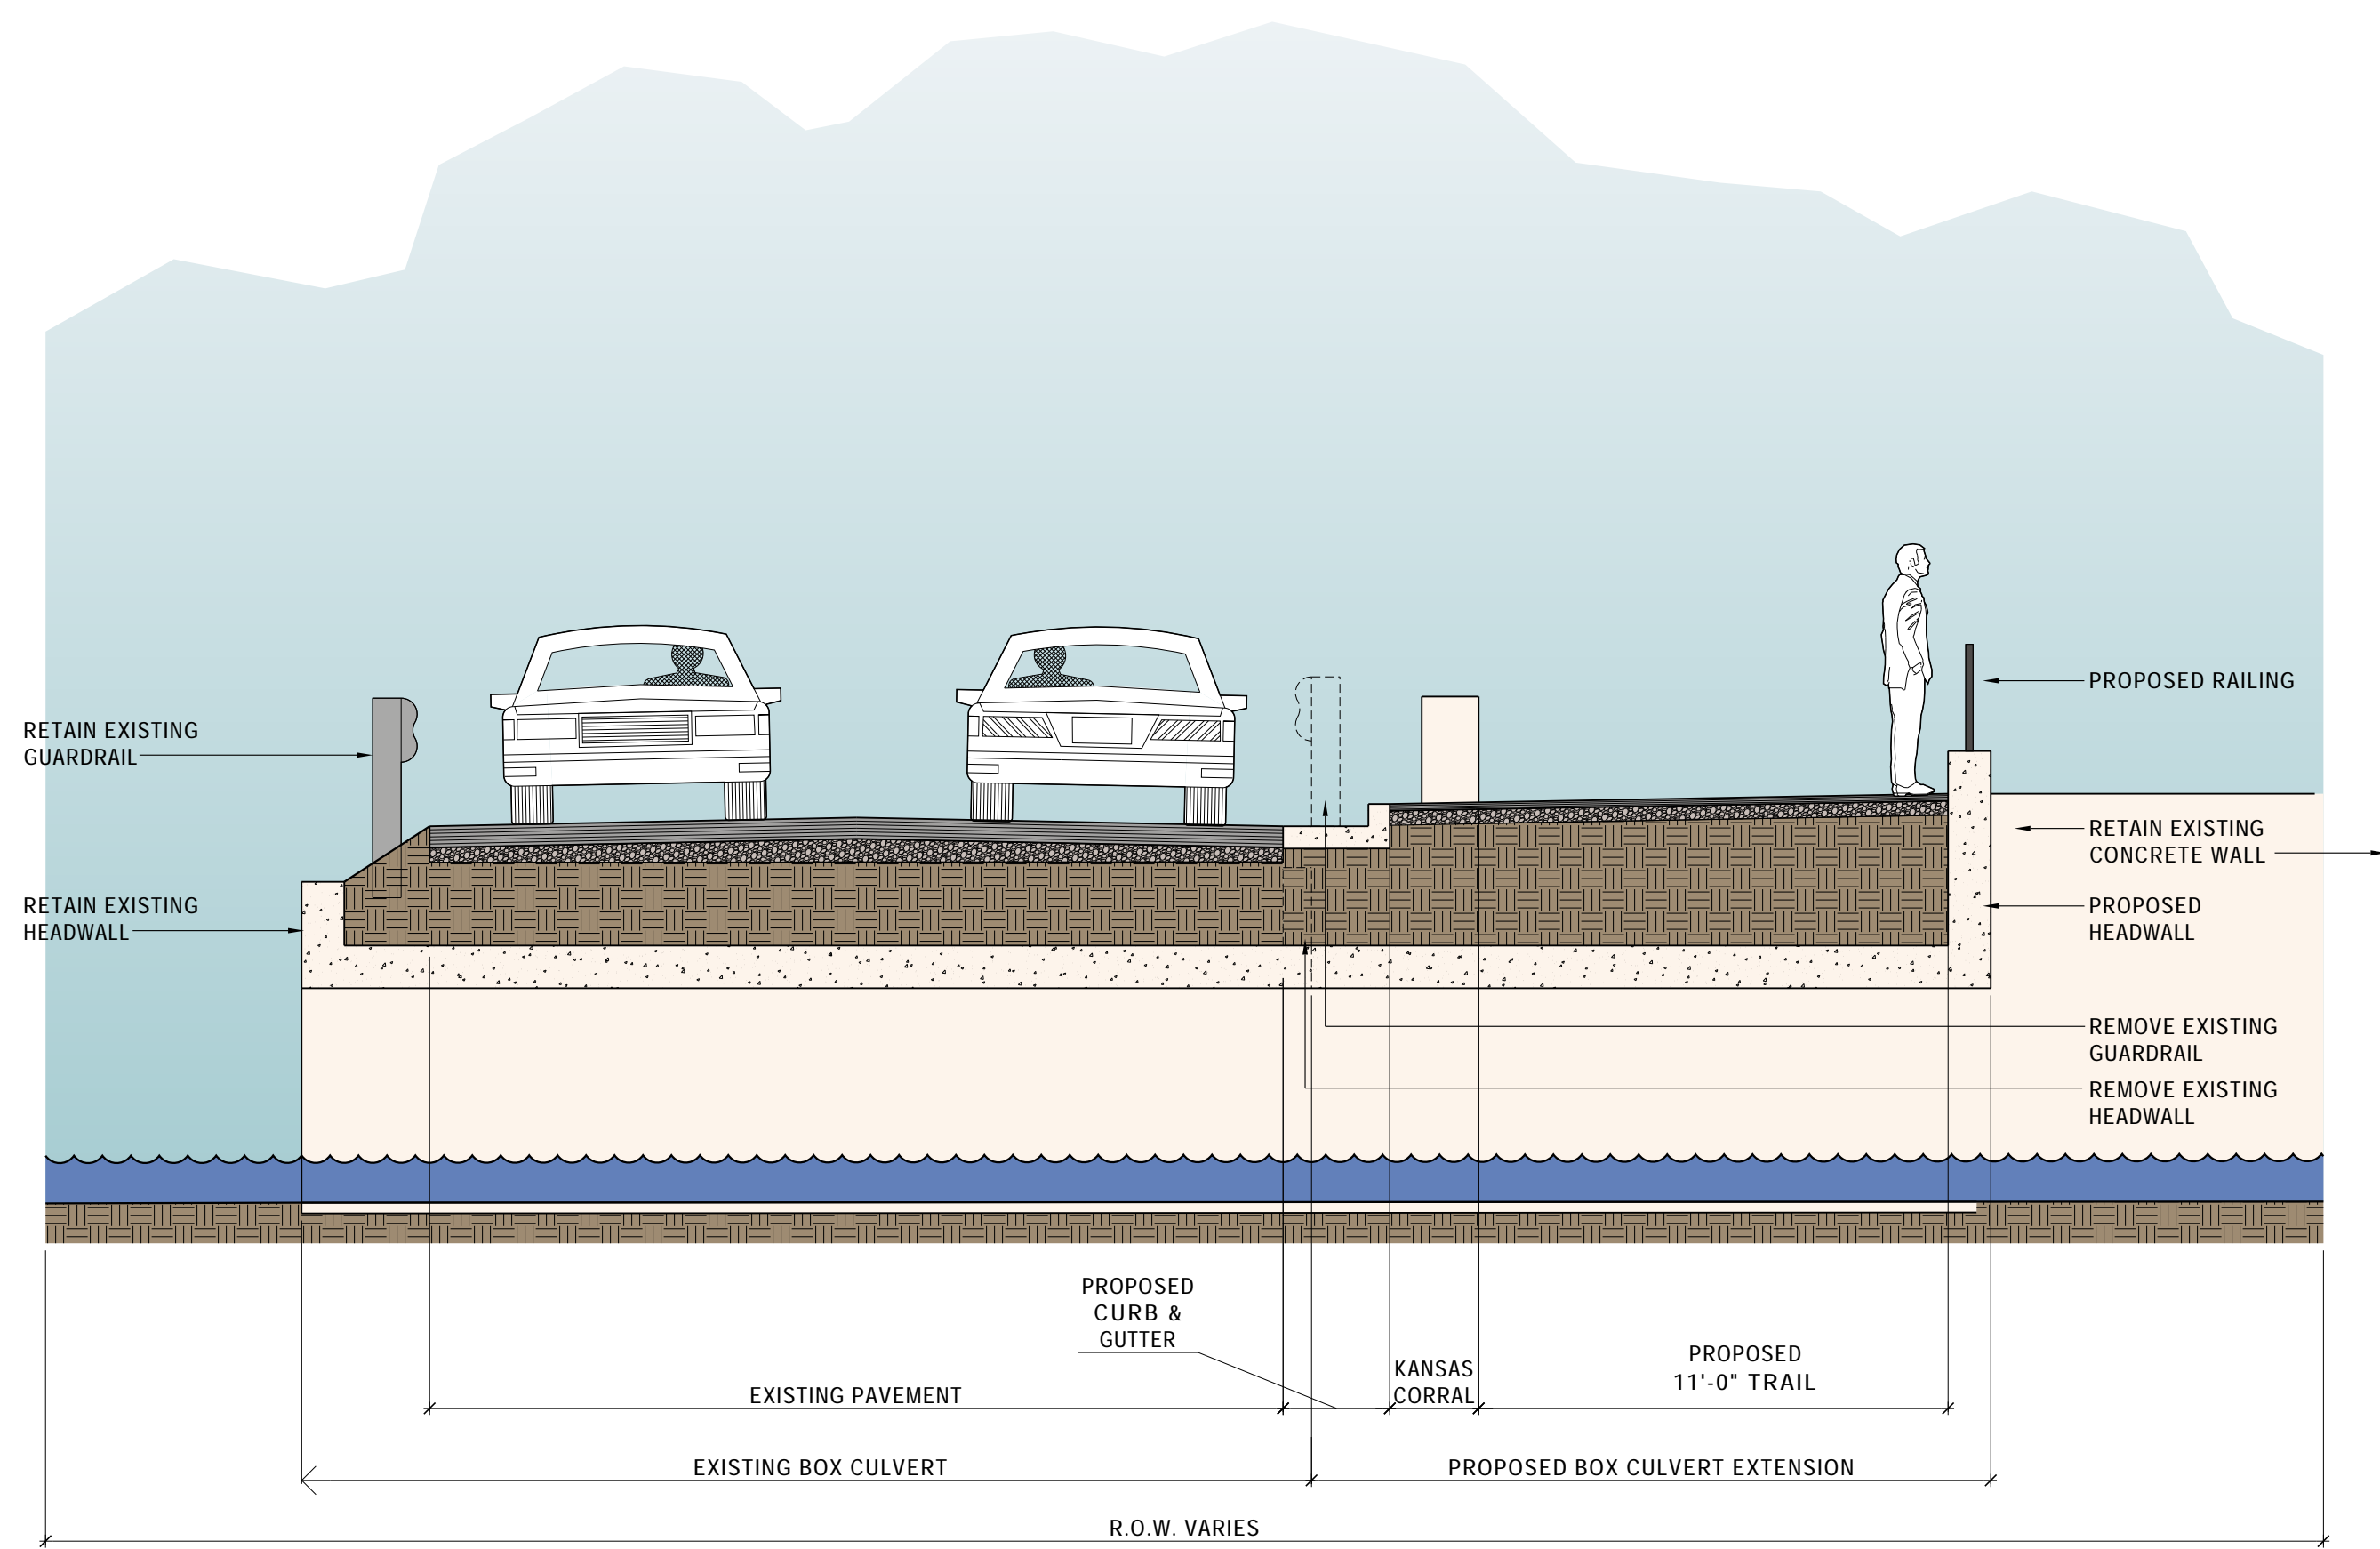 RETAIN EXISTING
GUARDRAIL
RETAIN EXISTING
HEADWALL
PROPOSED RAILING
RETAIN EXISTING
CONCRETE WALL
PROPOSED
HEADWALL
REMOVE EXISTING
GUARDRAIL
REMOVE EXISTING
HEADWALL
PROPOSED
CURB &
GUTTER
EXISTING PAVEMENT
KANSAS
CORRAL
PROPOSED
11'-0" TRAIL
EXISTING BOX CULVERT
PROPOSED BOX CULVERT EXTENSION
R.O.W. VARIES